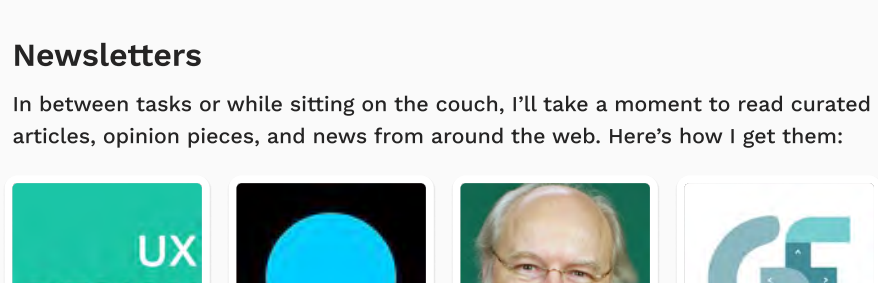 Newsletters
In between tasks or while sitting on the couch, I’ll take a moment to read curated
articles, opinion pieces, and news from around the web. Here’s how I get them:
UX